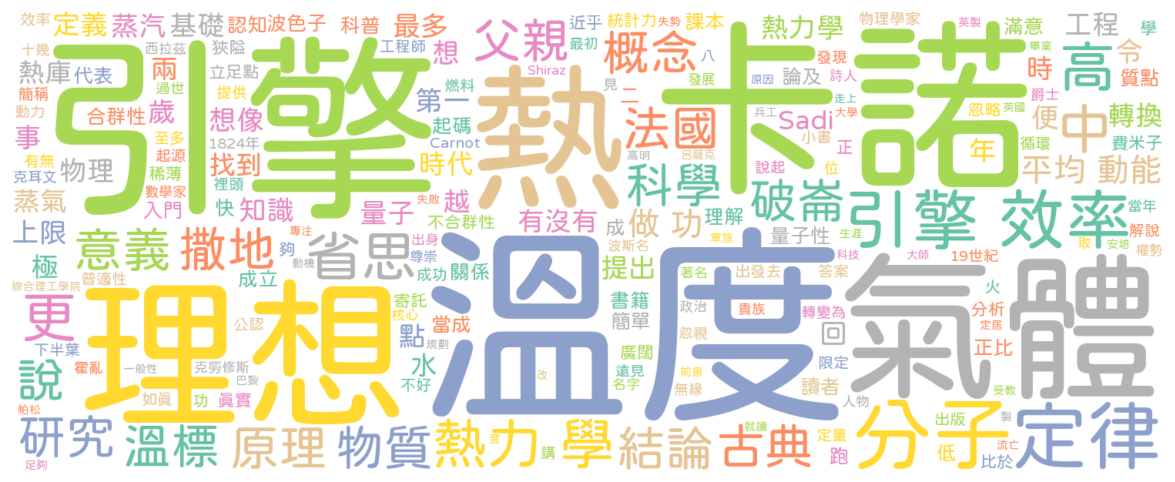 效率 定義 蒸汽 基礎 認知 波色子 科普 最多 近乎 統計力 失勢 課本 物理學家 工程 學
十幾 西拉茲 狹隘 工程師 想 父親 最初 概念 八 熱力學 英製 滿意 令
引擎 熱 卡諾 高
熱庫 代表 兩 立足點 Shiraz 見 發展 發現 原因 畢業 論及 詩人 時 質點
簡稱 合群性 歲 提供 過世 第一 燃料 二 兵工 走上 大學 爵士
動力 事 至多 想像 起碼 法國 Sadi 忽略 英國 便 中 轉換
有無 起源 稀薄 1824年 Carnot 時代 小書 正 年 循環 費米子
克耳文 物理 找到 裡頭 高明 呂薩克 說起 位 平均 動能
蒸氣 數學家 入門 快 知識 失敗 量子 越 科學 破崙 引擎 效率 當年
上限 專注 不合群性 有沒有 成 做 功 理解 量子性 生涯 解說
意義 撒地 夠 省思 出身 尊崇 波斯名 軍旅 科技 大師 19世紀 取 安培 權勢
極 普適性 動機 成功 關係 提出 著名 出發去 答案 火
綜合理工學院 成立 理想 溫度 氣體
更 公認 寄託 核心 書籍 政治 貴族 轉變為 分析 定居
下半葉 克勞修斯 當成 點 規劃 簡單 忽視 回 正比
說 霍亂 一般性 巴黎 水 廣闊 遠見 前景 限定 受教
帕松 如眞 功 眞實 不好 名字 改 無緣 讀者 人物
研究 溫標 原理 物質 熱力 學 言 講 結論 古典 就讀 定量 跑 分子 出版 製 低 流亡 比於 定律
足夠